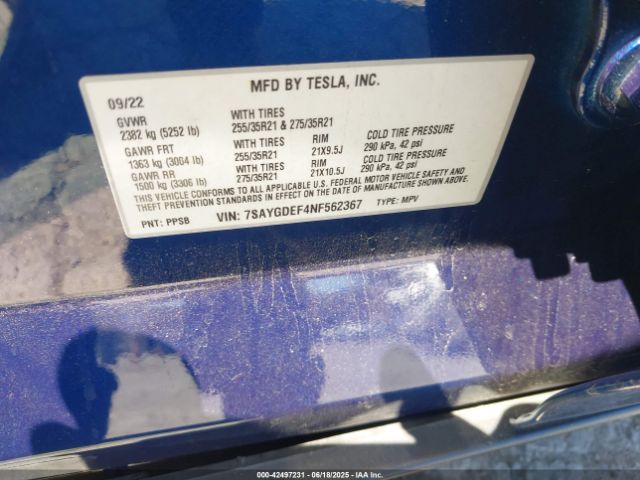 MFD BY TESLA, INC.
09/22
GVWR WITH TIRES
2382 kg (5252 lb) 255/35R21 & 275/35R21
GAWR FRT WITH TIRES RIM COLD TIRE PRESSURE
1363 kg (3004 lb) 255/35R21 21X9.5J 290 kPa, 42 psi
GAWR RR WITH TIRES RIM COLD TIRE PRESSURE
1500 kg (3306 lb) 275/35R21 21X10.5J 290 kPa, 42 psi
THIS VEHICLE CONFORMS TO ALL APPLICABLE U.S. FEDERAL MOTOR VEHICLE SAFETY AND
THEFT PREVENTION STANDARDS IN EFFECT ON THE DATE OF MANUFACTURE SHOWN ABOVE.
PNT: PPSB VIN: 7SAYGDEF4NF562367 TYPE: MPV
000-42497231 - 06/18/2025 - IAA Inc.